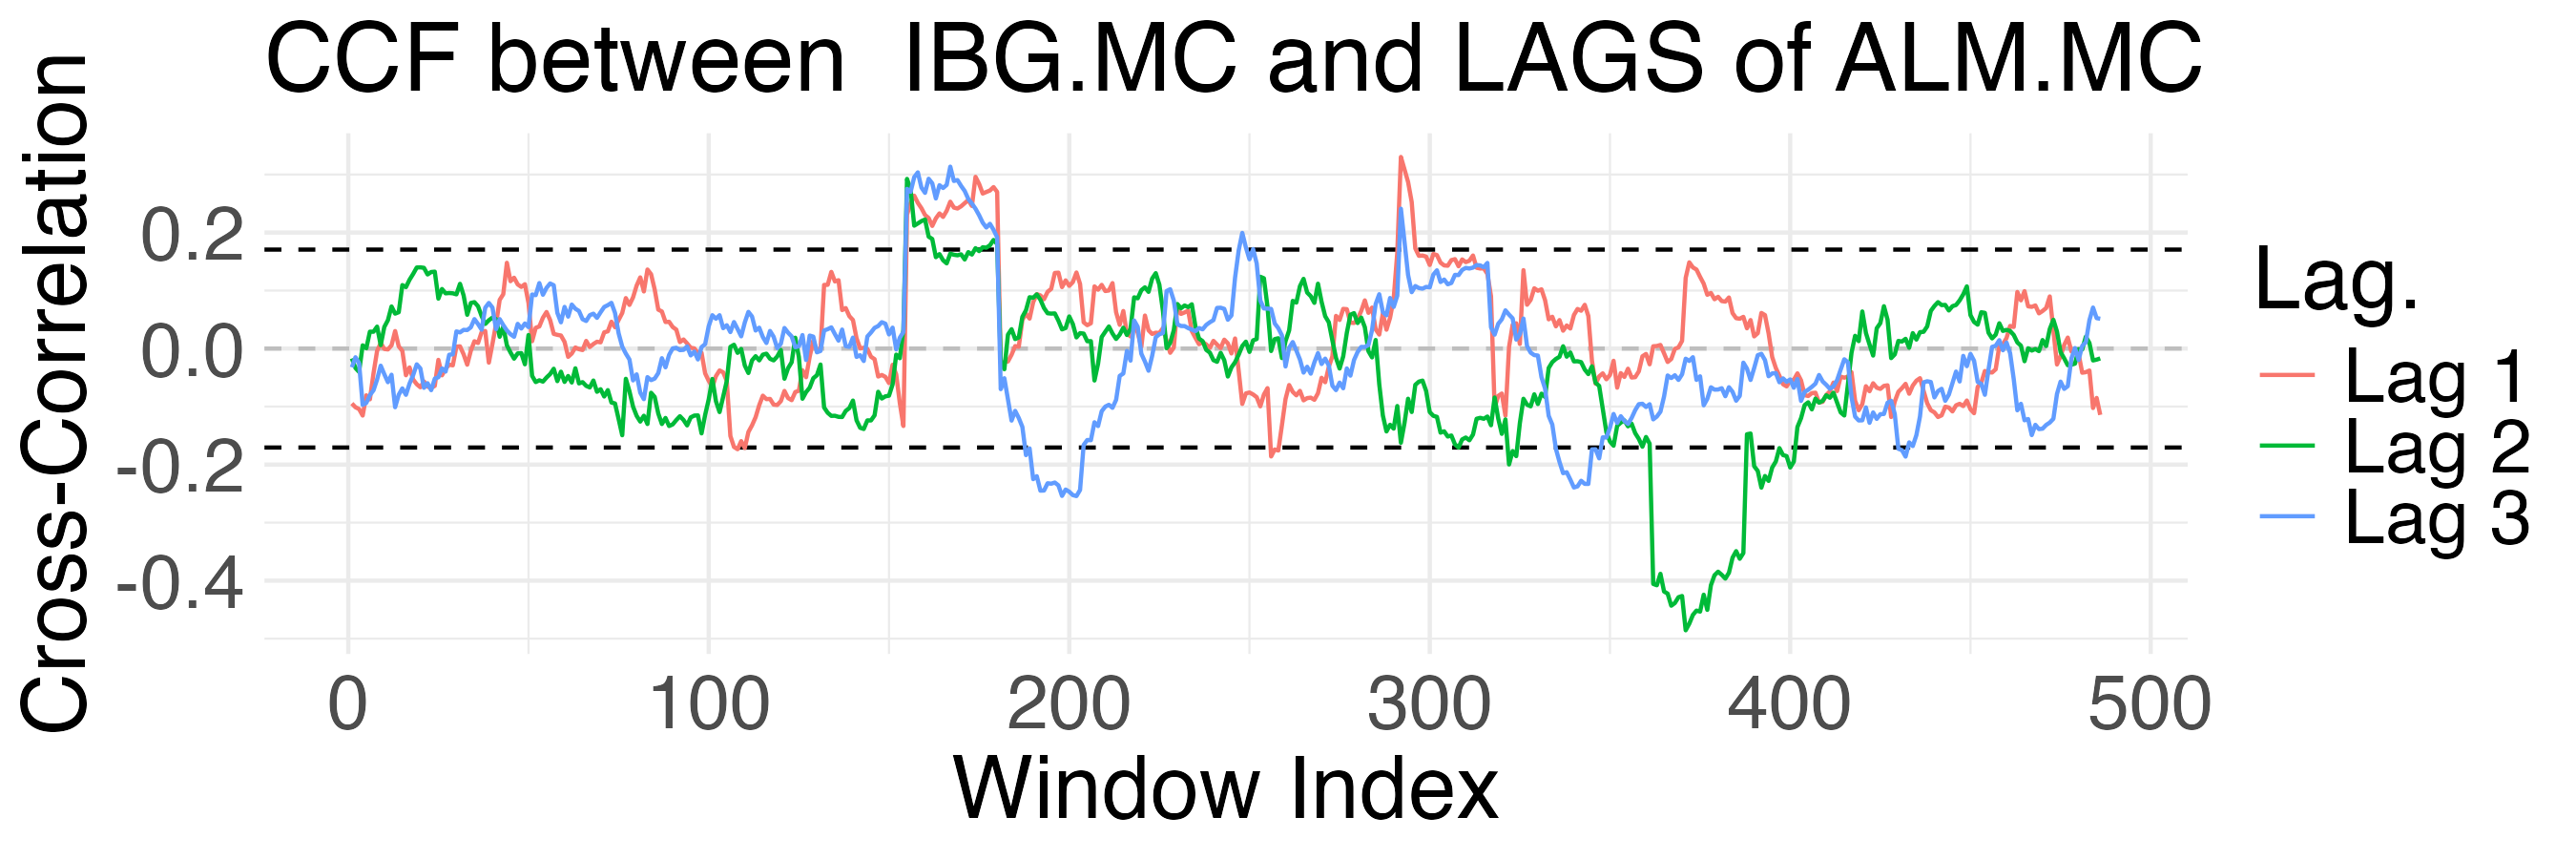 CCF between  IBG.MC and LAGS of ALM.MC
Cross-Correlation
0.2
0.0
-0.2
-0.4
0 100 200 300 400 500
Window Index
Lag.
Lag 1
Lag 2
Lag 3